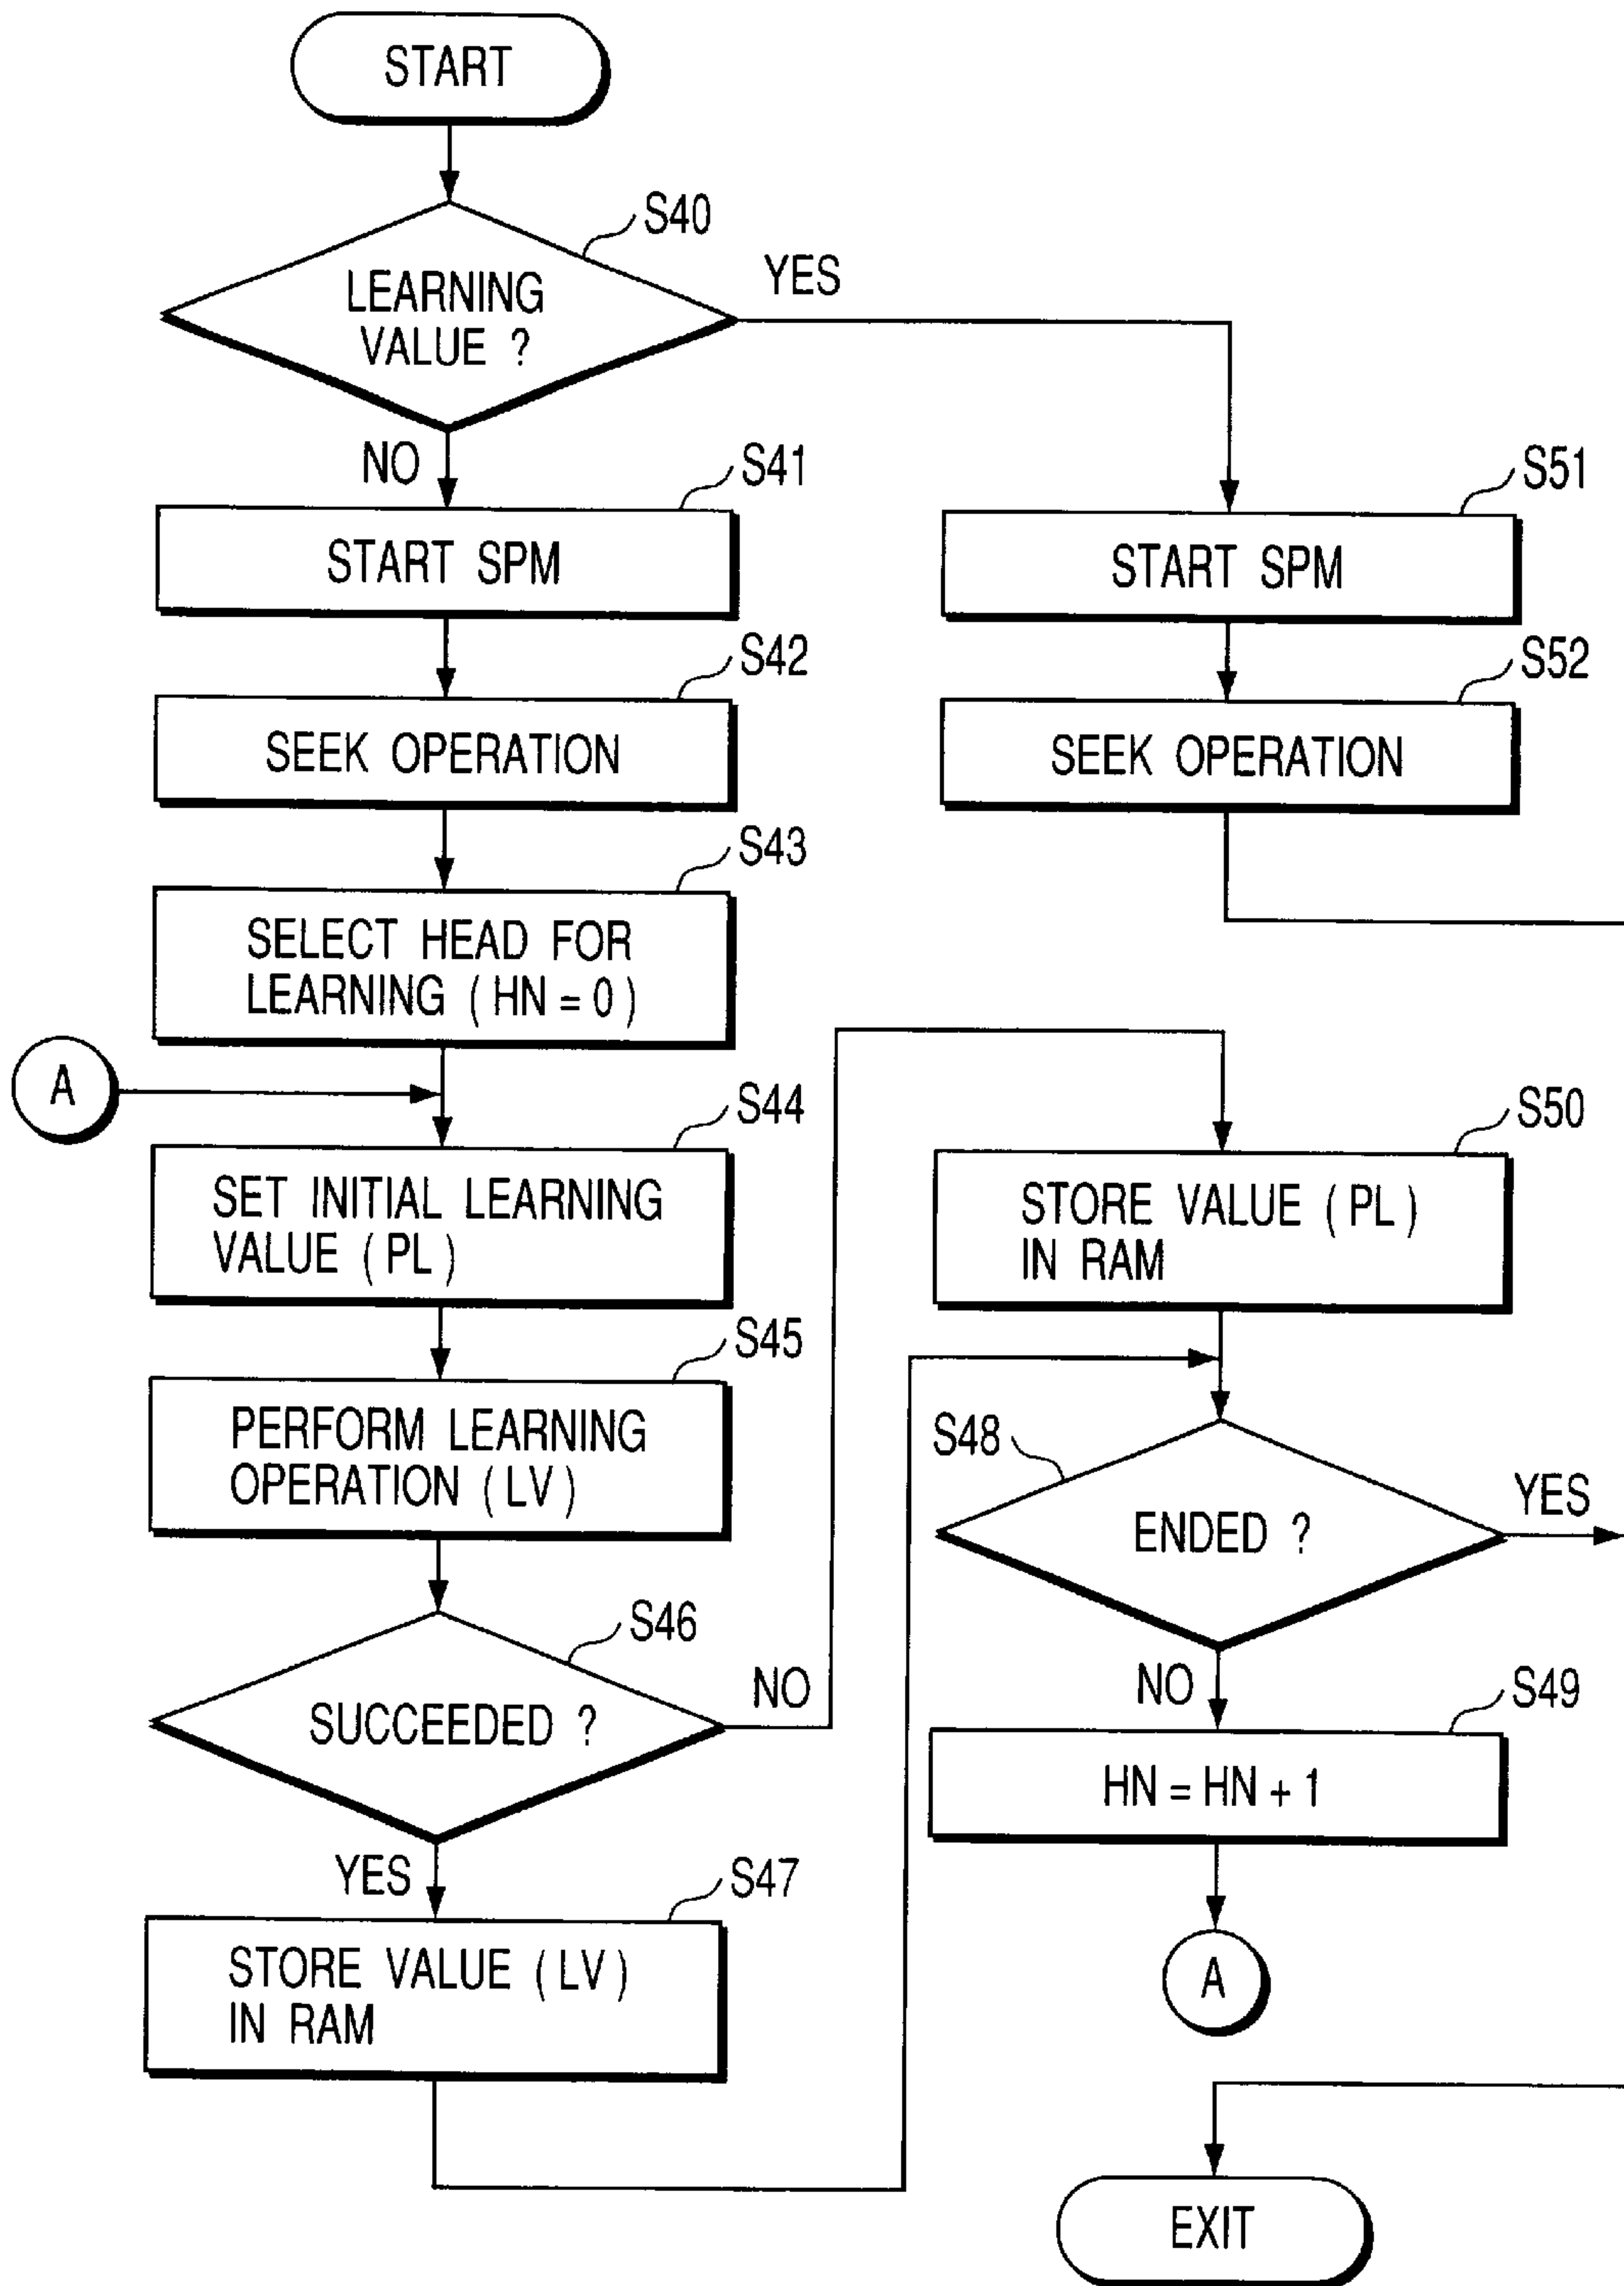 START
S40
LEARNING
VALUE ?
YES
NO
S41
START SPM
S42
SEEK OPERATION
S43
SELECT HEAD FOR
LEARNING ( HN = 0 )
A
S44
SET INITIAL LEARNING
VALUE ( PL )
S45
PERFORM LEARNING
OPERATION ( LV )
S46
SUCCEEDED ?
NO
YES
S47
STORE VALUE ( LV )
IN RAM
S51
START SPM
S52
SEEK OPERATION
S50
STORE VALUE ( PL )
IN RAM
S48
ENDED ?
YES
NO
S49
HN = HN + 1
A
EXIT